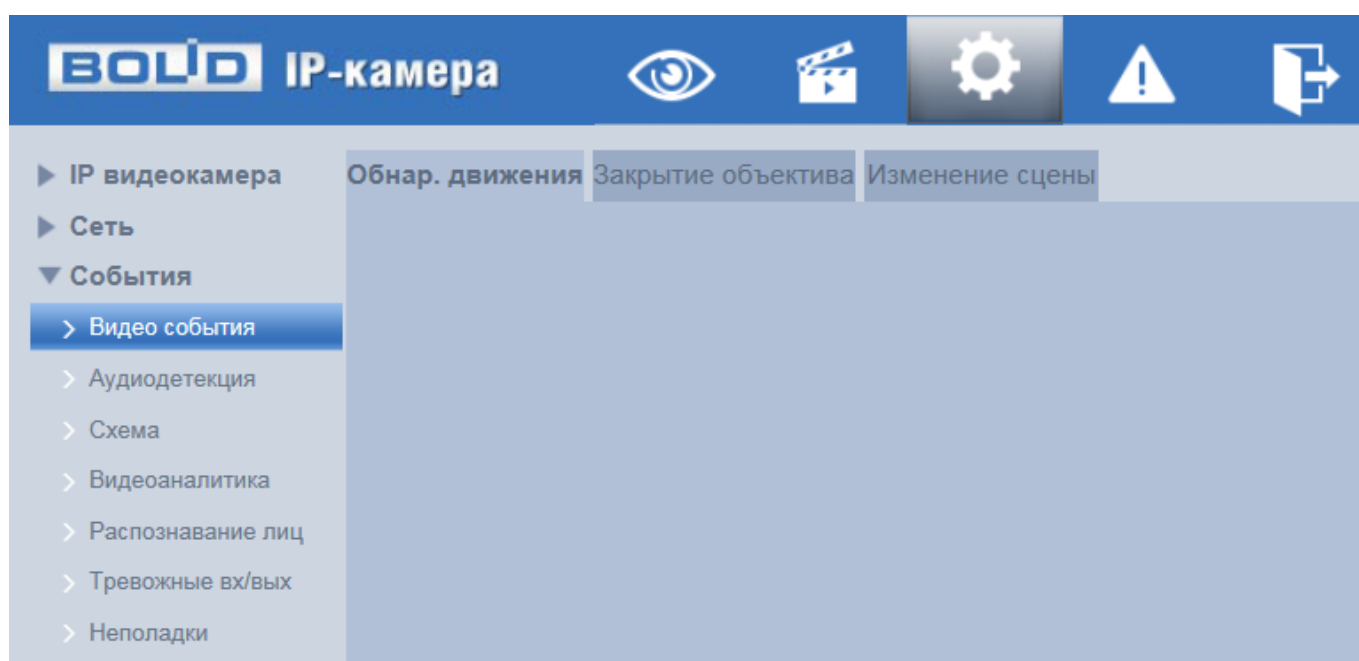 BOLID IP-камера
IP видеокамера
Сеть
События
Видео события
Аудиодетекция
Схема
Видеоаналитика
Распознавание лиц
Тревожные вх/вых
Неполадки
Обнар. движения Закрытие объектива Изменение сцены